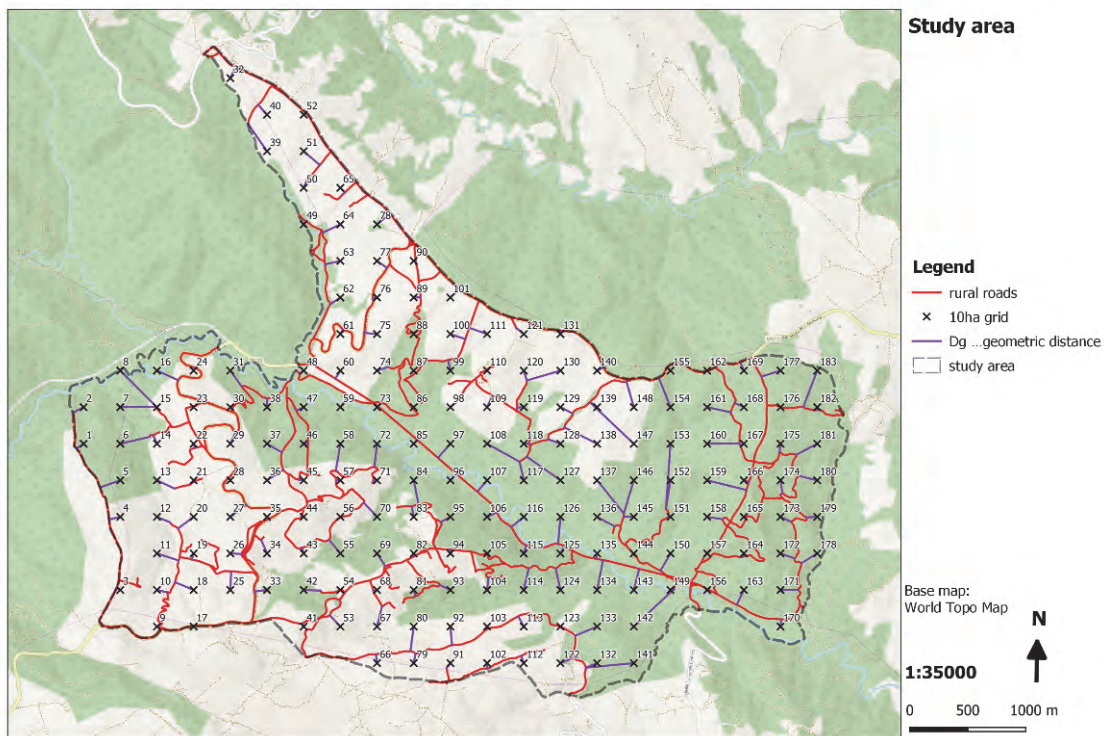 Study area
32
40 52
39 51
50 65
49 64 78
63 77 90
62 76 89 101
61 75 88 100 111 121 131
8 16 24 31 48 60 74 87 99 110 120 130 140 155 162 169 177 183
2 7 15 23 30 38 47 59 73 86 98 109 119 129 139 148 154 161 168 176 182
1 6 14 22 29 37 46 58 72 85 97 108 118 128 138 147 153 160 167 175 181
5 13 21 28 36 45 57 71 84 96 107 117 127 137 146 152 159 166 174 180
4 12 20 27 35 44 56 70 83 95 106 116 126 136 145 151 158 165 173 179
11 19 26 34 43 55 69 82 94 105 115 125 135 144 150 157 164 172 178
3 10 18 25 33 42 54 68 81 93 104 114 124 134 143 149 156 163 171
9 17 41 53 67 80 92 103 113 123 133 142 170
66 79 91 102 112 122 132 141
Legend
rural roads
10ha grid
Dg ...geometric distance
study area
Base map:
World Topo Map
N
1:35000
0 500 1000 m